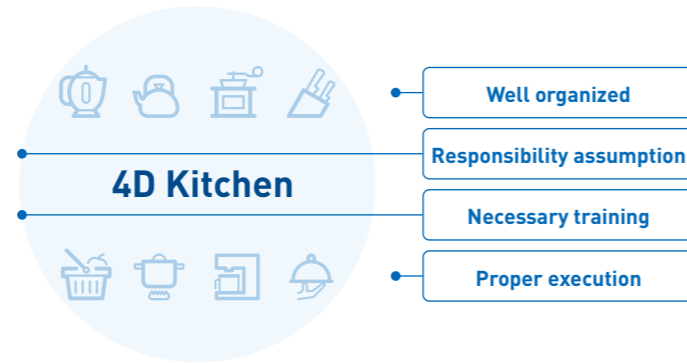 Well organized
Responsibility assumption
4D Kitchen
Necessary training
Proper execution